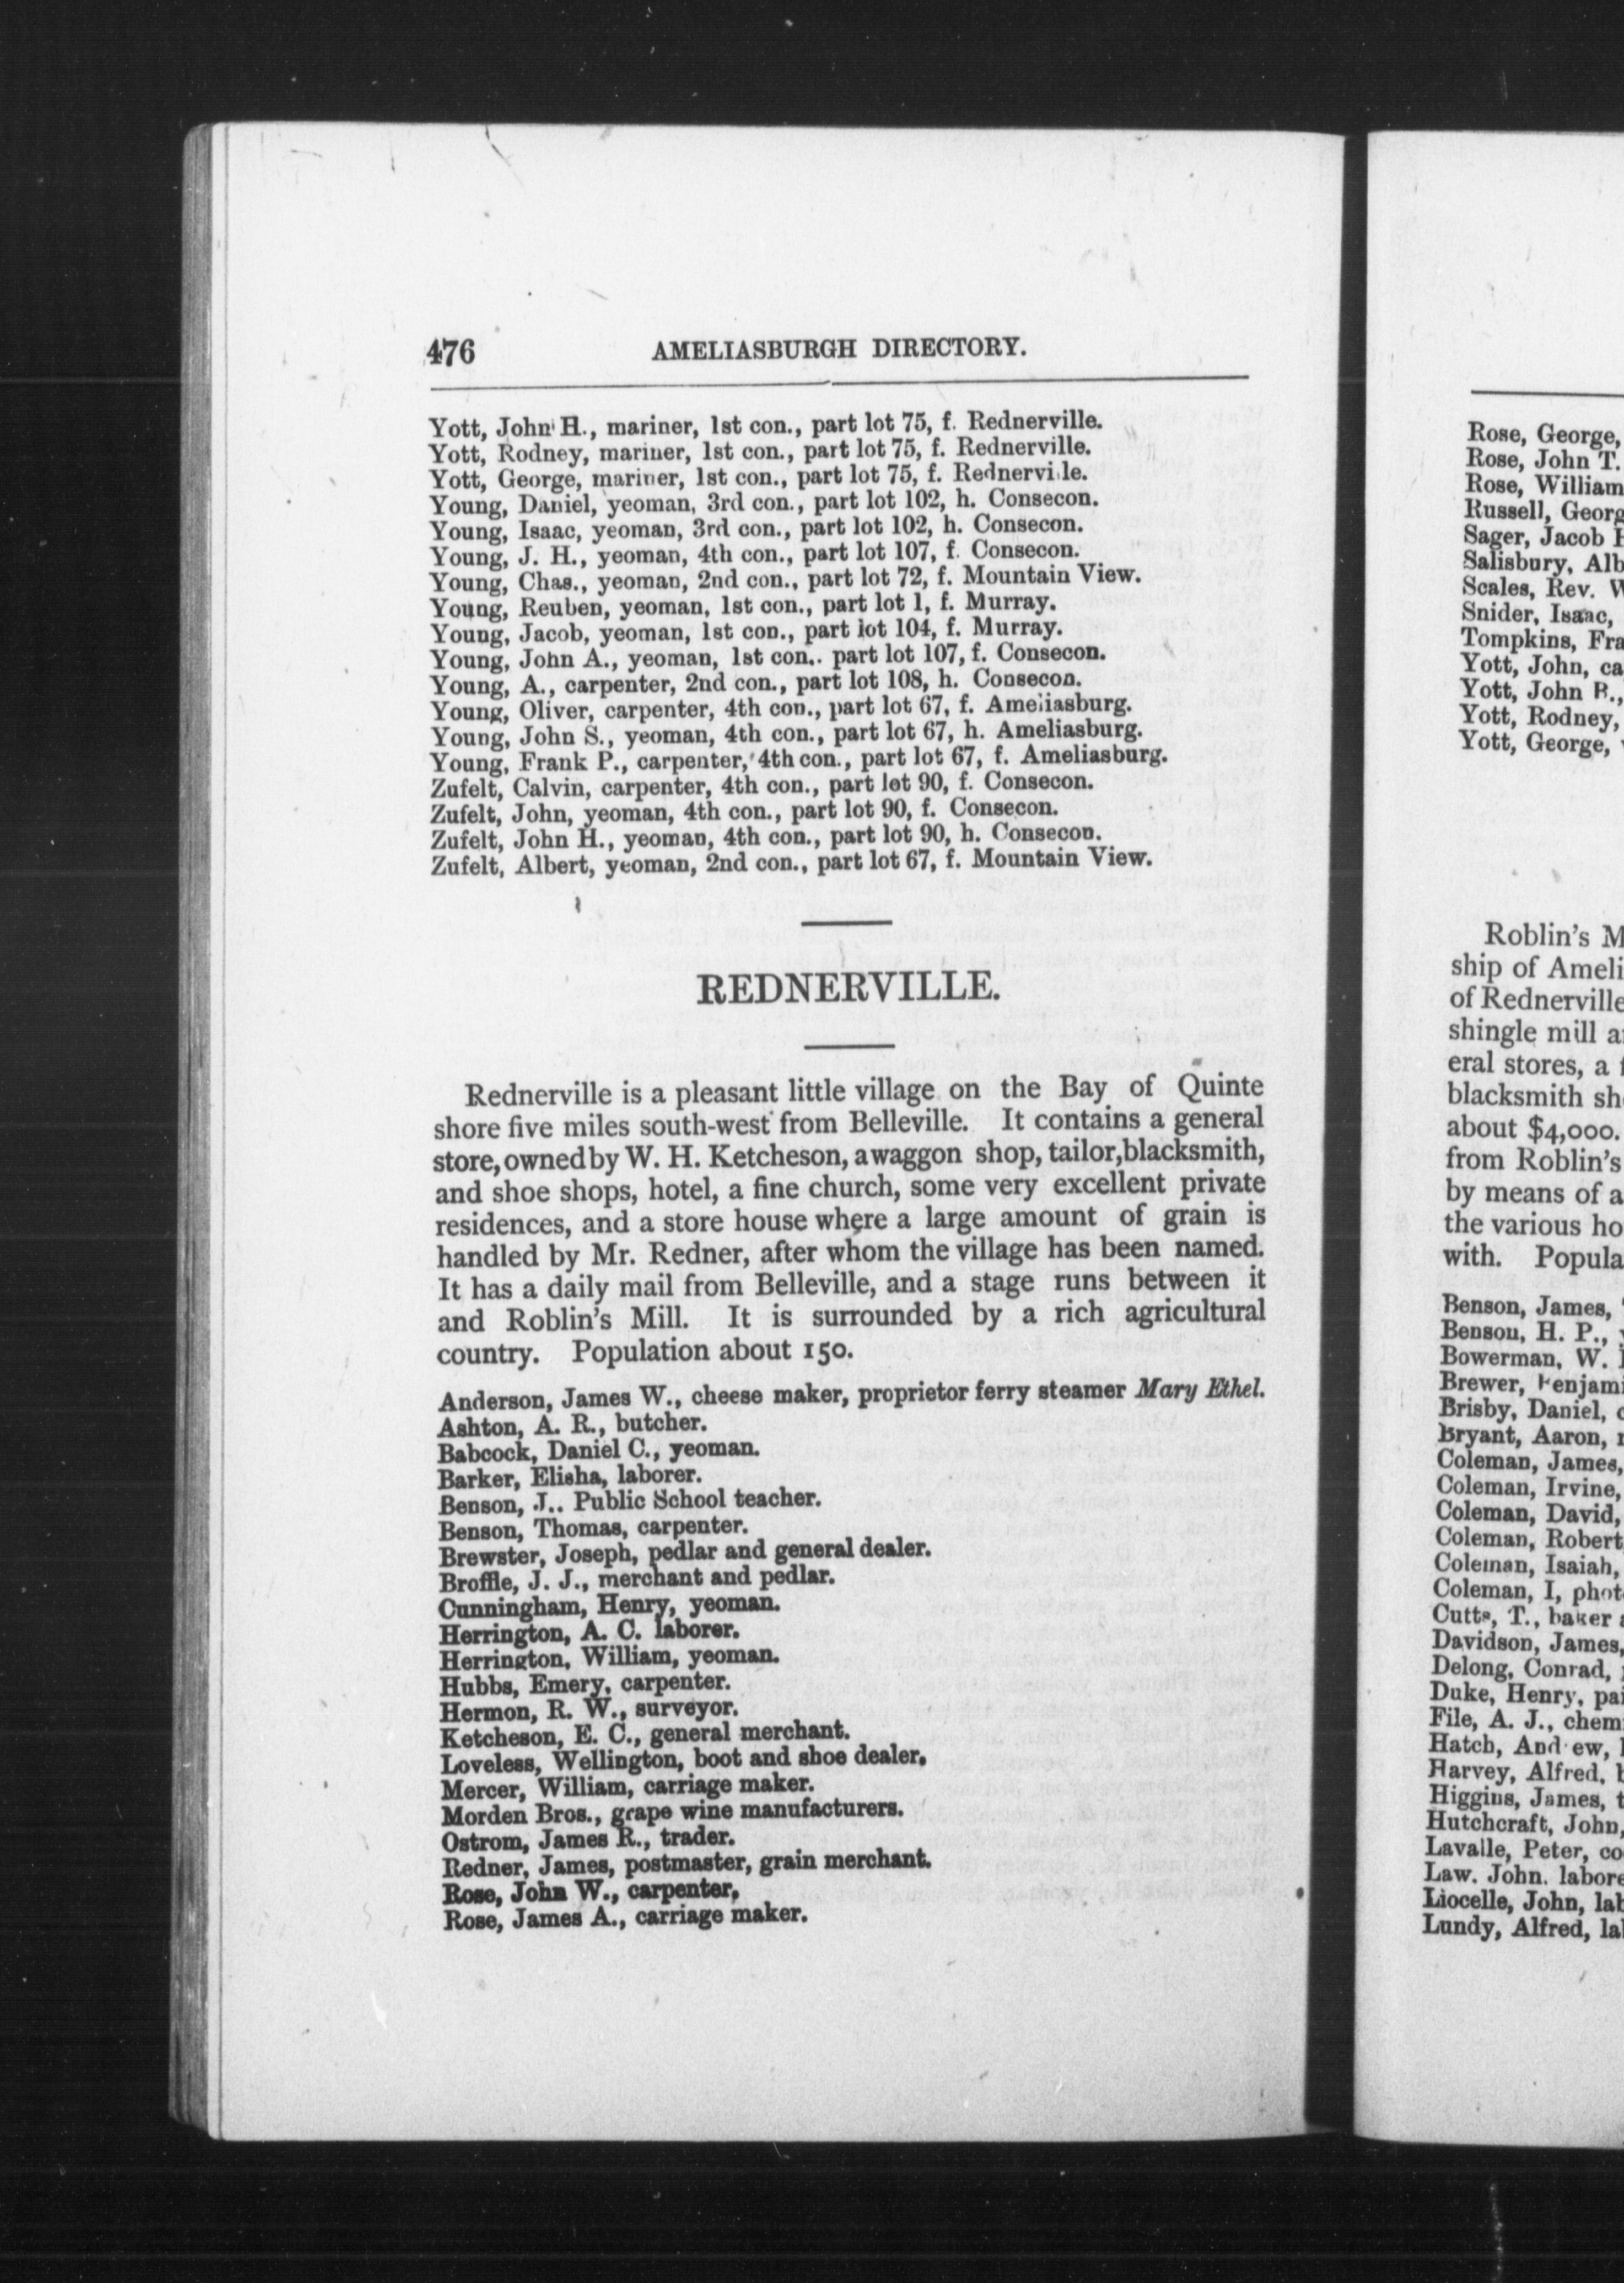 476 AMELIASBURGH DIRECTORY.
Yott, John H., mariner, 1st con., part lot 75, f. Rednerville.
Yott, Rodney, mariner, 1st con., part lot 75, f. Rednerville.
Yott, George, mariner, 1st con., part lot 75, f. Rednerville.
Young, Daniel, yeoman, 3rd con., part lot 102, h. Consecon.
Young, Isaac, yeoman, 3rd con., part lot 102, h. Consecon.
Young, J. H., yeoman, 4th con., part lot 107, f. Consecon.
Young, Chas., yeoman, 2nd con., part lot 72, f. Mountain View.
Young, Reuben, yeoman, 1st con., part lot 1, f. Murray.
Young, Jacob, yeoman, 1st con., part lot 104, f. Murray.
Young, John A., yeoman, 1st con.. part lot 107, f. Consecon.
Young, A., carpenter, 2nd con., part lot 108, h. Consecon.
Young, Oliver, carpenter, 4th con., part lot 67, f. Ameliasburg.
Young, John S., yeoman, 4th con., part lot 67, h. Ameliasburg.
Young, Frank P., carpenter, 4th con., part lot 67, f. Ameliasburg.
Zufelt, Calvin, carpenter, 4th con., part lot 90, f. Consecon.
Zufelt, John, yeoman, 4th con., part lot 90, f. Consecon.
Zufelt, John H., yeoman, 4th con., part lot 90, h. Consecon.
Zufelt, Albert, yeoman, 2nd con., part lot 67, f. Mountain View.
REDNERVILLE.
Rednerville is a pleasant little village on the Bay of Quinte
shore five miles south-west from Belleville. It contains a general
store, owned by W. H. Ketcheson, a waggon shop, tailor, blacksmith,
and shoe shops, hotel, a fine church, some very excellent private
residences, and a store house where a large amount of grain is
handled by Mr. Redner, after whom the village has been named.
It has a daily mail from Belleville, and a stage runs between it
and Roblin's Mill. It is surrounded by a rich agricultural
country. Population about 150.
Anderson, James W., cheese maker, proprietor ferry steamer Mary Ethel.
Ashton, A. R., butcher.
Babcock, Daniel C., yeoman.
Barker, Elisha, laborer.
Benson, J.. Public School teacher.
Benson, Thomas, carpenter.
Brewster, Joseph, pedlar and general dealer.
Broffle, J. J., merchant and pedlar.
Cunningham, Henry, yeoman.
Herrington, A. C. laborer.
Herrington, William, yeoman.
Hubbs, Emery, carpenter.
Hermon, R. W., surveyor.
Ketcheson, E. C., general merchant.
Loveless, Wellington, boot and shoe dealer.
Mercer, William, carriage maker.
Morden Bros., grape wine manufacturers.
Ostrom, James R., trader.
Redner, James, postmaster, grain merchant.
Rose, John W., carpenter,
Rose, James A., carriage maker.
Rose, George,
Rose, John T.
Rose, William
Russell, Georg
Sager, Jacob
Salisbury, Alb
Scales, Rev. W
Snider, Isaac,
Tompkins, Fra
Yott, John, ca
Yott, John B.,
Yott, Rodney,
Yott, George,
Roblin's M
ship of Ameli
of Rednerville
shingle mill a
eral stores, a
blacksmith sh
about $4,000.
from Roblin's
by means of a
the various ho
with. Popula
Benson, James,
Benson, H. P.,
Bowerman, W.
Brewer, Benjami
Brisby, Daniel,
Bryant, Aaron,
Coleman, James,
Coleman, Irvine,
Coleman, David,
Coleman, Robert
Coleman, Isaiah,
Coleman, I, phot
Cutts, T., baker
Davidson, James,
Delong, Conrad,
Duke, Henry, pai
File, A. J., chem
Hatch, Andrew,
Harvey, Alfred,
Higgins, James, t
Hutchcraft, John,
Lavalle, Peter, co
Law. John. labore
Liocelle, John, lab
Lundy, Alfred, la